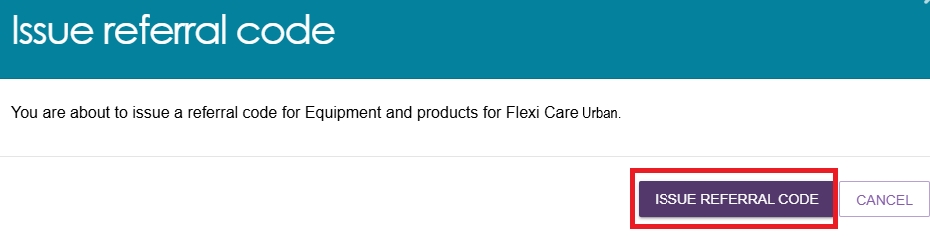 Issue referral code
You are about to issue a referral code for Equipment and products for Flexi Care Urban.
ISSUE REFERRAL CODE
CANCEL